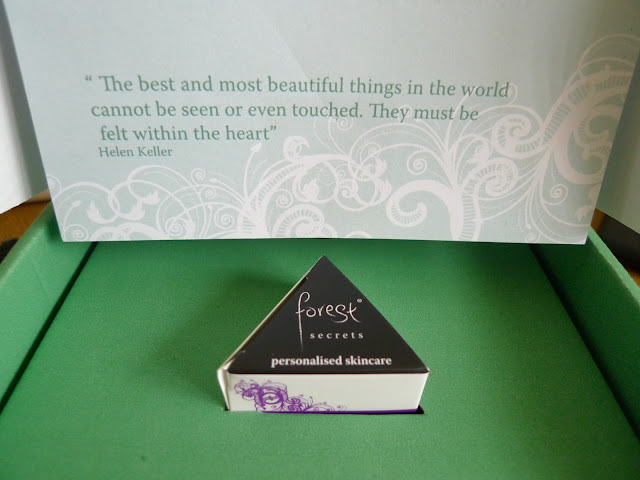 “ The best and most beautiful things in the world
cannot be seen or even touched. They must be
felt within the heart”
Helen Keller
forest®
secrets
personalised skincare